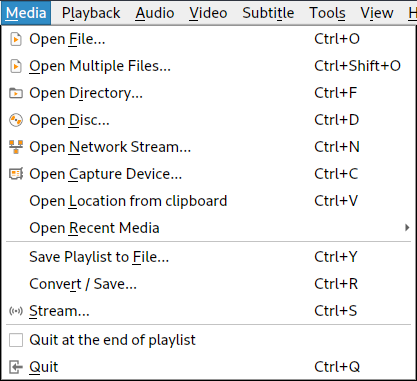 Media Playback Audio Video Subtitle Tools View H
Open File... Ctrl+O
Open Multiple Files... Ctrl+Shift+O
Open Directory... Ctrl+F
Open Disc... Ctrl+D
Open Network Stream... Ctrl+N
Open Capture Device... Ctrl+C
Open Location from clipboard Ctrl+V
Open Recent Media
Save Playlist to File... Ctrl+Y
Convert / Save... Ctrl+R
Stream... Ctrl+S
Quit at the end of playlist
Quit Ctrl+Q